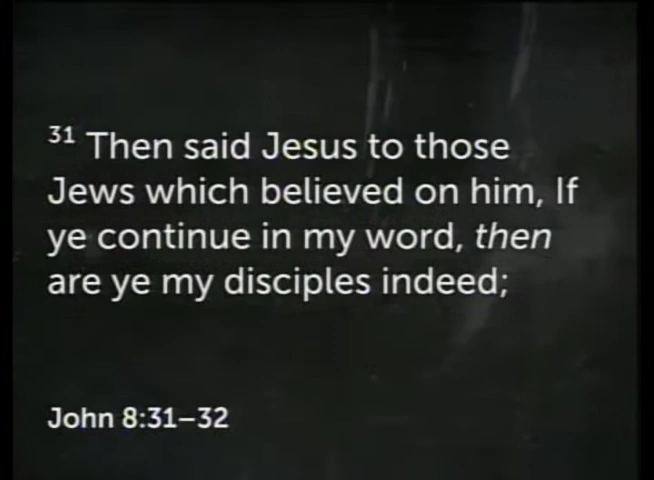 31 Then said Jesus to those
Jews which believed on him, If
ye continue in my word, then
are ye my disciples indeed;
John 8:31–32